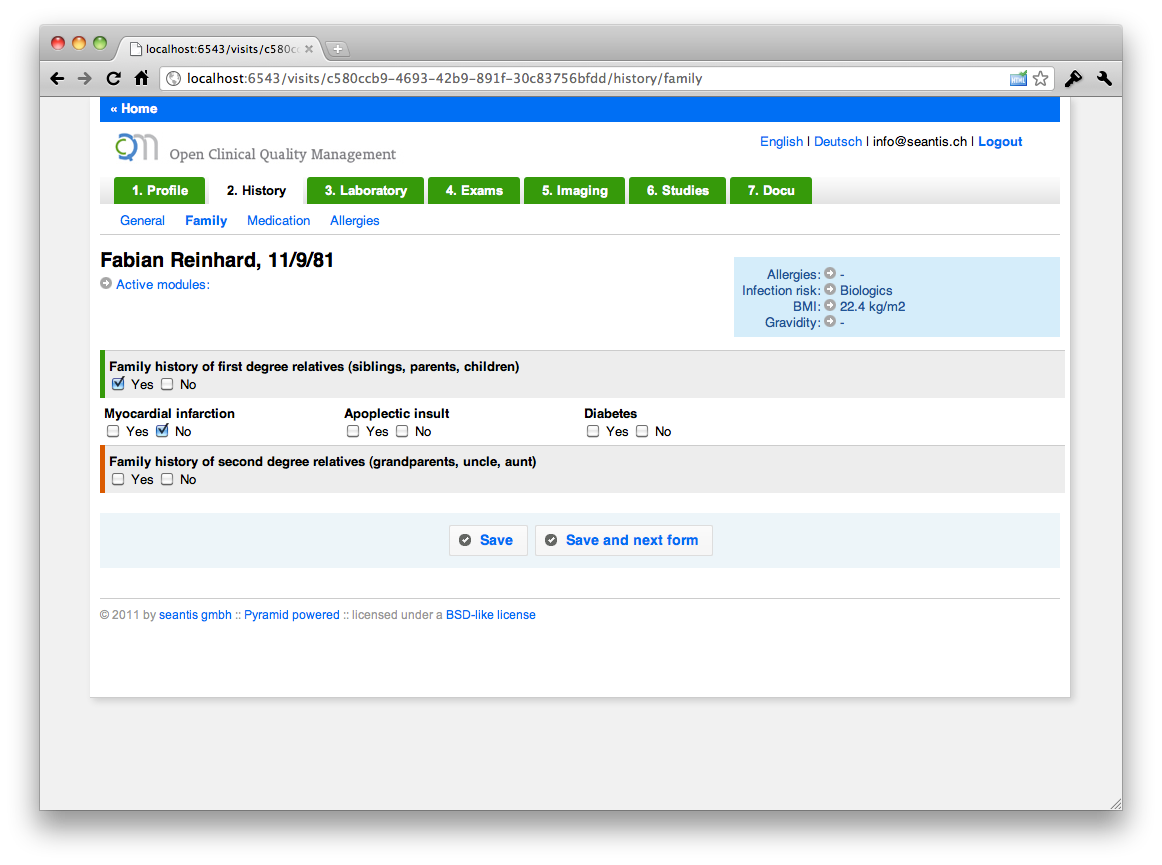 localhost:6543/visits/c580cc
localhost:6543/visits/c580ccb9-4693-42b9-891f-30c83756bfdd/history/family
« Home
Open Clinical Quality Management
English | Deutsch | info@seantis.ch | Logout
1. Profile 2. History 3. Laboratory 4. Exams 5. Imaging 6. Studies 7. Docu
General Family Medication Allergies
Fabian Reinhard, 11/9/81
Active modules:
Allergies: -
Infection risk: Biologics
BMI: 22.4 kg/m2
Gravidity: -
Family history of first degree relatives (siblings, parents, children)
Yes No
Myocardial infarction Apoplectic insult Diabetes
Yes No Yes No Yes No
Family history of second degree relatives (grandparents, uncle, aunt)
Yes No
Save Save and next form
© 2011 by seantis gmbh :: Pyramid powered :: licensed under a BSD-like license